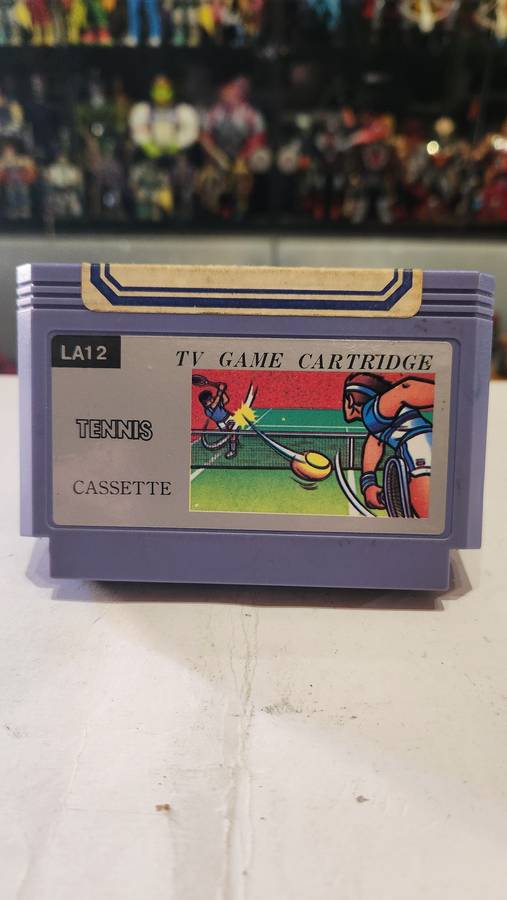 LA12
TV GAME CARTRIDGE
TENNIS
CASSETTE